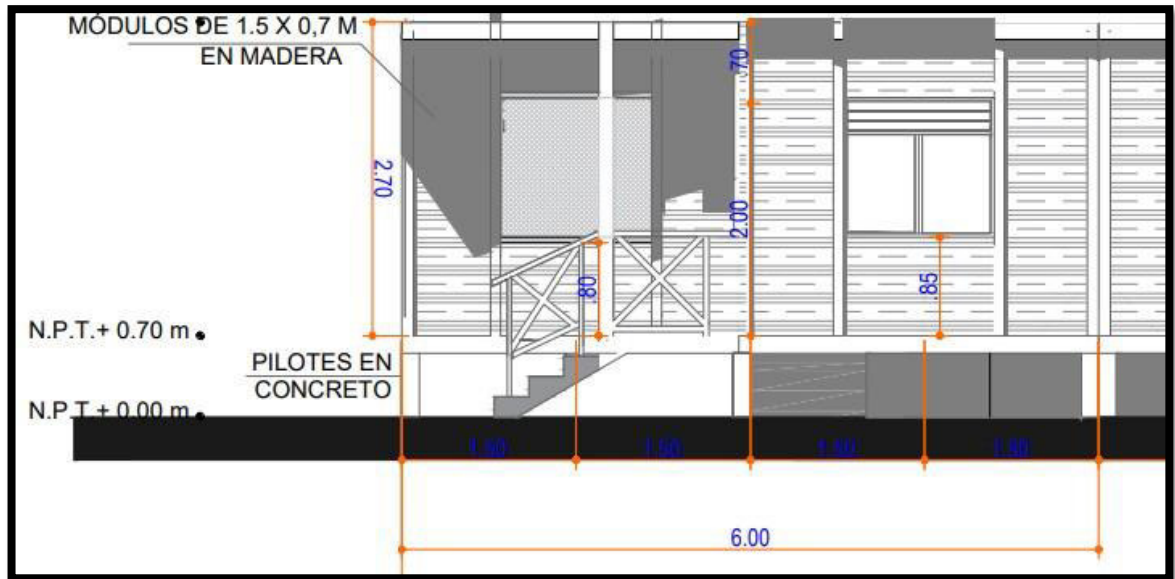 MÓDULOS DE 1.5 X 0,7 M
EN MADERA
70
2.70
2.00
.80
.85
N.P.T.+ 0.70 m
PILOTES EN
CONCRETO
N.P.T.+ 0.00 m
1.50 1.50 1.50 1.50
6.00